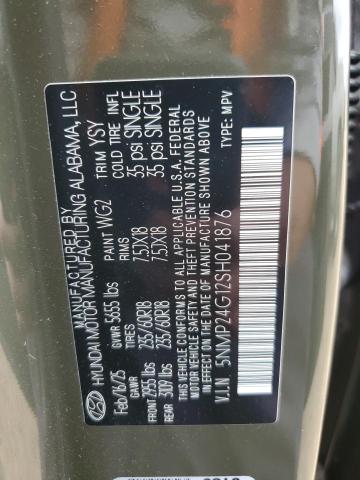 MANUFACTURED BY
HYUNDAI MOTOR MANUFACTURING ALABAMA, LLC
Feb/16/25 GVWR 5655 lbs PAINT WG2 TRIM YSY
GAWR TIRES RIMS COLD TIRE INFL
FRONT 2955 lbs 235/60R18 7.5JX18 35 psi SINGLE
REAR 3109 lbs 235/60R18 7.5JX18 35 psi SINGLE
THIS VEHICLE CONFORMS TO ALL APPLICABLE U.S.A. FEDERAL
MOTOR VEHICLE SAFETY AND THEFT PREVENTION STANDARDS
IN EFFECT ON THE DATE OF MANUFACTURE SHOWN ABOVE.
V.I.N 5NMP24G12SH041876 TYPE: MPV